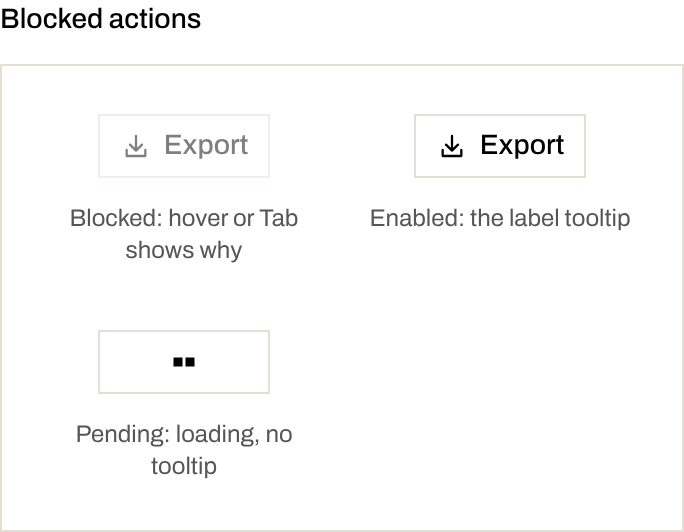 Blocked actions
Export
Export
Blocked: hover or Tab
shows why
Enabled: the label tooltip
Pending: loading, no
tooltip